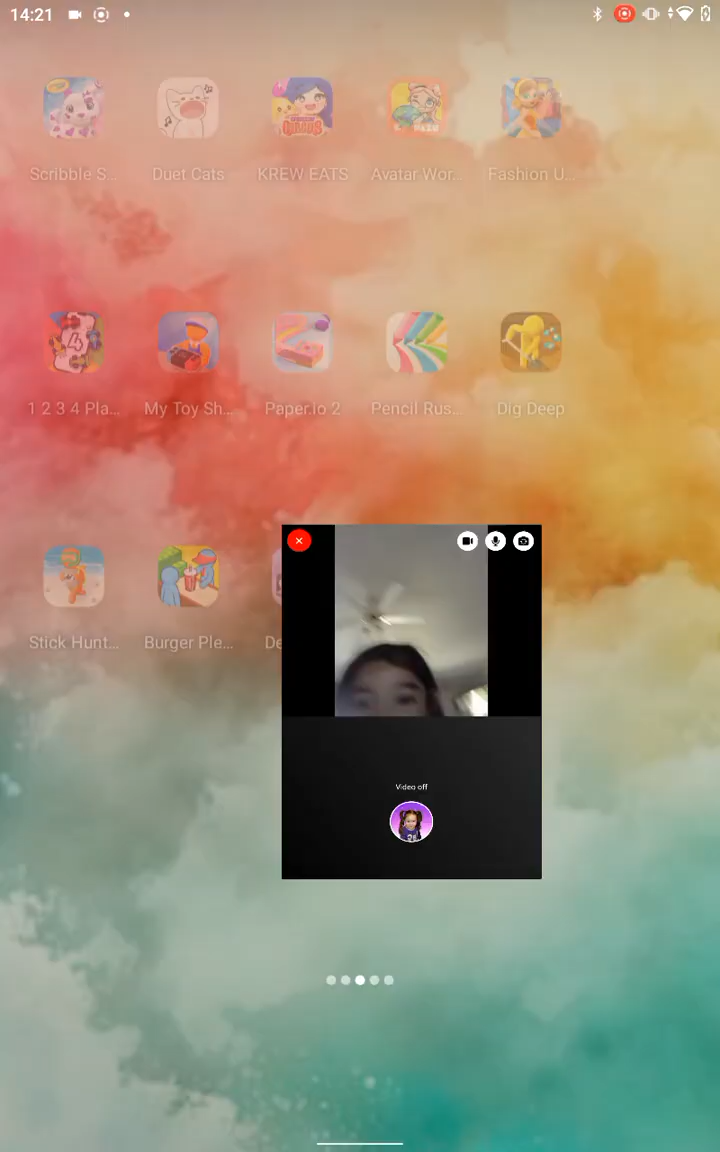 14:21
Scribble S...
Duet Cats
KREW EATS
Avatar Wor...
Fashion U...
1 2 3 4 Pla...
My Toy Sh...
Paper.io 2
Pencil Rus...
Dig Deep
Stick Hunt...
Burger Ple...
De
Video off